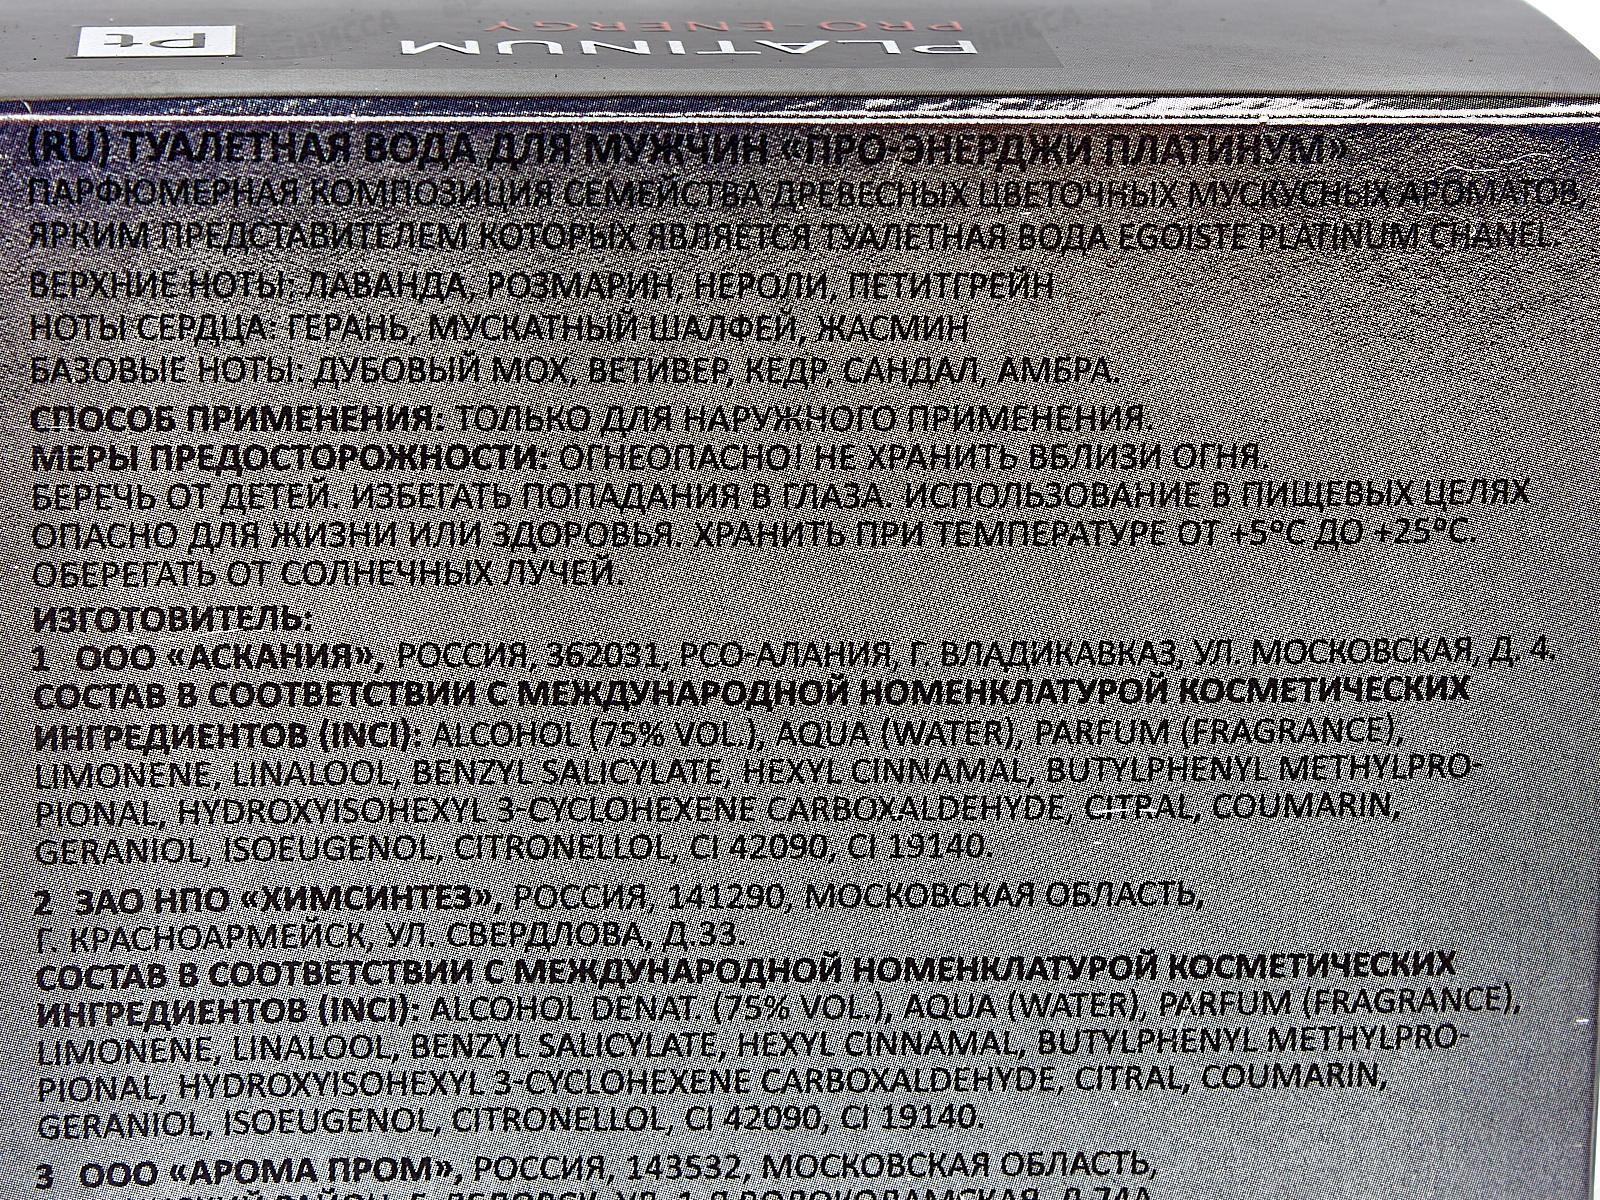 Pt
PLATINUM
PRO-ENERGY
(RU) ТУАЛЕТНАЯ ВОДА ДЛЯ МУЖЧИН «ПРО-ЭНЕРДЖИ ПЛАТИНУМ»
ПАРФЮМЕРНАЯ КОМПОЗИЦИЯ СЕМЕЙСТВА ДРЕВЕСНЫХ ЦВЕТОЧНЫХ МУСКУСНЫХ АРОМАТОВ,
ЯРКИМ ПРЕДСТАВИТЕЛЕМ КОТОРЫХ ЯВЛЯЕТСЯ ТУАЛЕТНАЯ ВОДА EGOISTE PLATINUM CHANEL.
ВЕРХНИЕ НОТЫ: ЛАВАНДА, РОЗМАРИН, НЕРОЛИ, ПЕТИТГРЕЙН
НОТЫ СЕРДЦА: ГЕРАНЬ, МУСКАТНЫЙ ШАЛФЕЙ, ЖАСМИН
БАЗОВЫЕ НОТЫ: ДУБОВЫЙ МОХ, ВЕТИВЕР, КЕДР, САНДАЛ, АМБРА.
СПОСОБ ПРИМЕНЕНИЯ: ТОЛЬКО ДЛЯ НАРУЖНОГО ПРИМЕНЕНИЯ.
МЕРЫ ПРЕДОСТОРОЖНОСТИ: ОГНЕОПАСНО! НЕ ХРАНИТЬ ВБЛИЗИ ОГНЯ.
БЕРЕЧЬ ОТ ДЕТЕЙ. ИЗБЕГАТЬ ПОПАДАНИЯ В ГЛАЗА. ИСПОЛЬЗОВАНИЕ В ПИЩЕВЫХ ЦЕЛЯХ
ОПАСНО ДЛЯ ЖИЗНИ ИЛИ ЗДОРОВЬЯ. ХРАНИТЬ ПРИ ТЕМПЕРАТУРЕ ОТ +5°С ДО +25°С.
ОБЕРЕГАТЬ ОТ СОЛНЕЧНЫХ ЛУЧЕЙ.
ИЗГОТОВИТЕЛЬ:
1 ООО «АСКАНИЯ», РОССИЯ, 362031, РСО-АЛАНИЯ, Г. ВЛАДИКАВКАЗ, УЛ. МОСКОВСКАЯ, Д. 4.
СОСТАВ В СООТВЕТСТВИИ С МЕЖДУНАРОДНОЙ НОМЕНКЛАТУРОЙ КОСМЕТИЧЕСКИХ
ИНГРЕДИЕНТОВ (INCI): ALCOHOL (75% VOL.), AQUA (WATER), PARFUM (FRAGRANCE),
LIMONENE, LINALOOL, BENZYL SALICYLATE, HEXYL CINNAMAL, BUTYLPHENYL METHYLPRO-
PIONAL, HYDROXYISOHEXYL 3-CYCLOHEXENE CARBOXALDEHYDE, CITRAL, COUMARIN,
GERANIOL, ISOEUGENOL, CITRONELLOL, CI 42090, CI 19140.
2 ЗАО НПО «ХИМСИНТЕЗ», РОССИЯ, 141290, МОСКОВСКАЯ ОБЛАСТЬ,
Г. КРАСНОАРМЕЙСК, УЛ. СВЕРДЛОВА, Д.33.
СОСТАВ В СООТВЕТСТВИИ С МЕЖДУНАРОДНОЙ НОМЕНКЛАТУРОЙ КОСМЕТИЧЕСКИХ
ИНГРЕДИЕНТОВ (INCI): ALCOHOL DENAT. (75% VOL.), AQUA (WATER), PARFUM (FRAGRANCE),
LIMONENE, LINALOOL, BENZYL SALICYLATE, HEXYL CINNAMAL, BUTYLPHENYL METHYLPRO-
PIONAL, HYDROXYISOHEXYL 3-CYCLOHEXENE CARBOXALDEHYDE, CITRAL, COUMARIN,
GERANIOL, ISOEUGENOL, CITRONELLOL, CI 42090, CI 19140.
3 ООО «АРОМА ПРОМ», РОССИЯ, 143532, МОСКОВСКАЯ ОБЛАСТЬ,